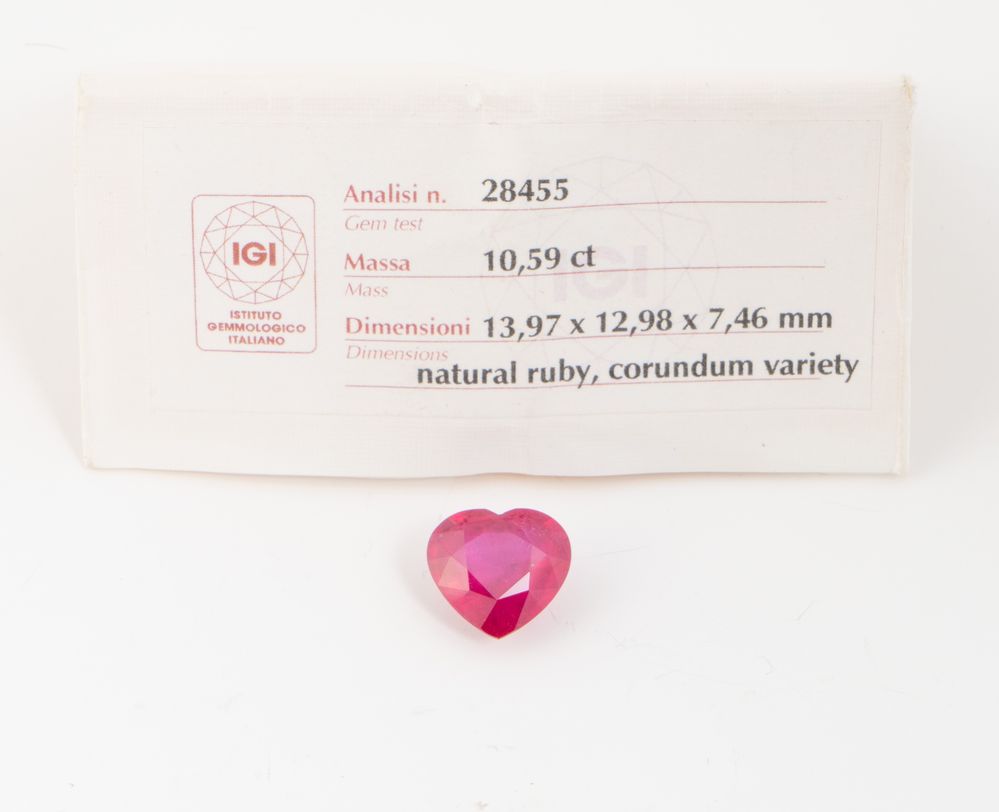 IGI
ISTITUTO
GEMMOLOGICO
ITALIANO
Analisi n. 28455
Gem test
Massa 10,59 ct
Mass
Dimensioni 13,97 x 12,98 x 7,46 mm
Dimensions
natural ruby, corundum variety
IGI